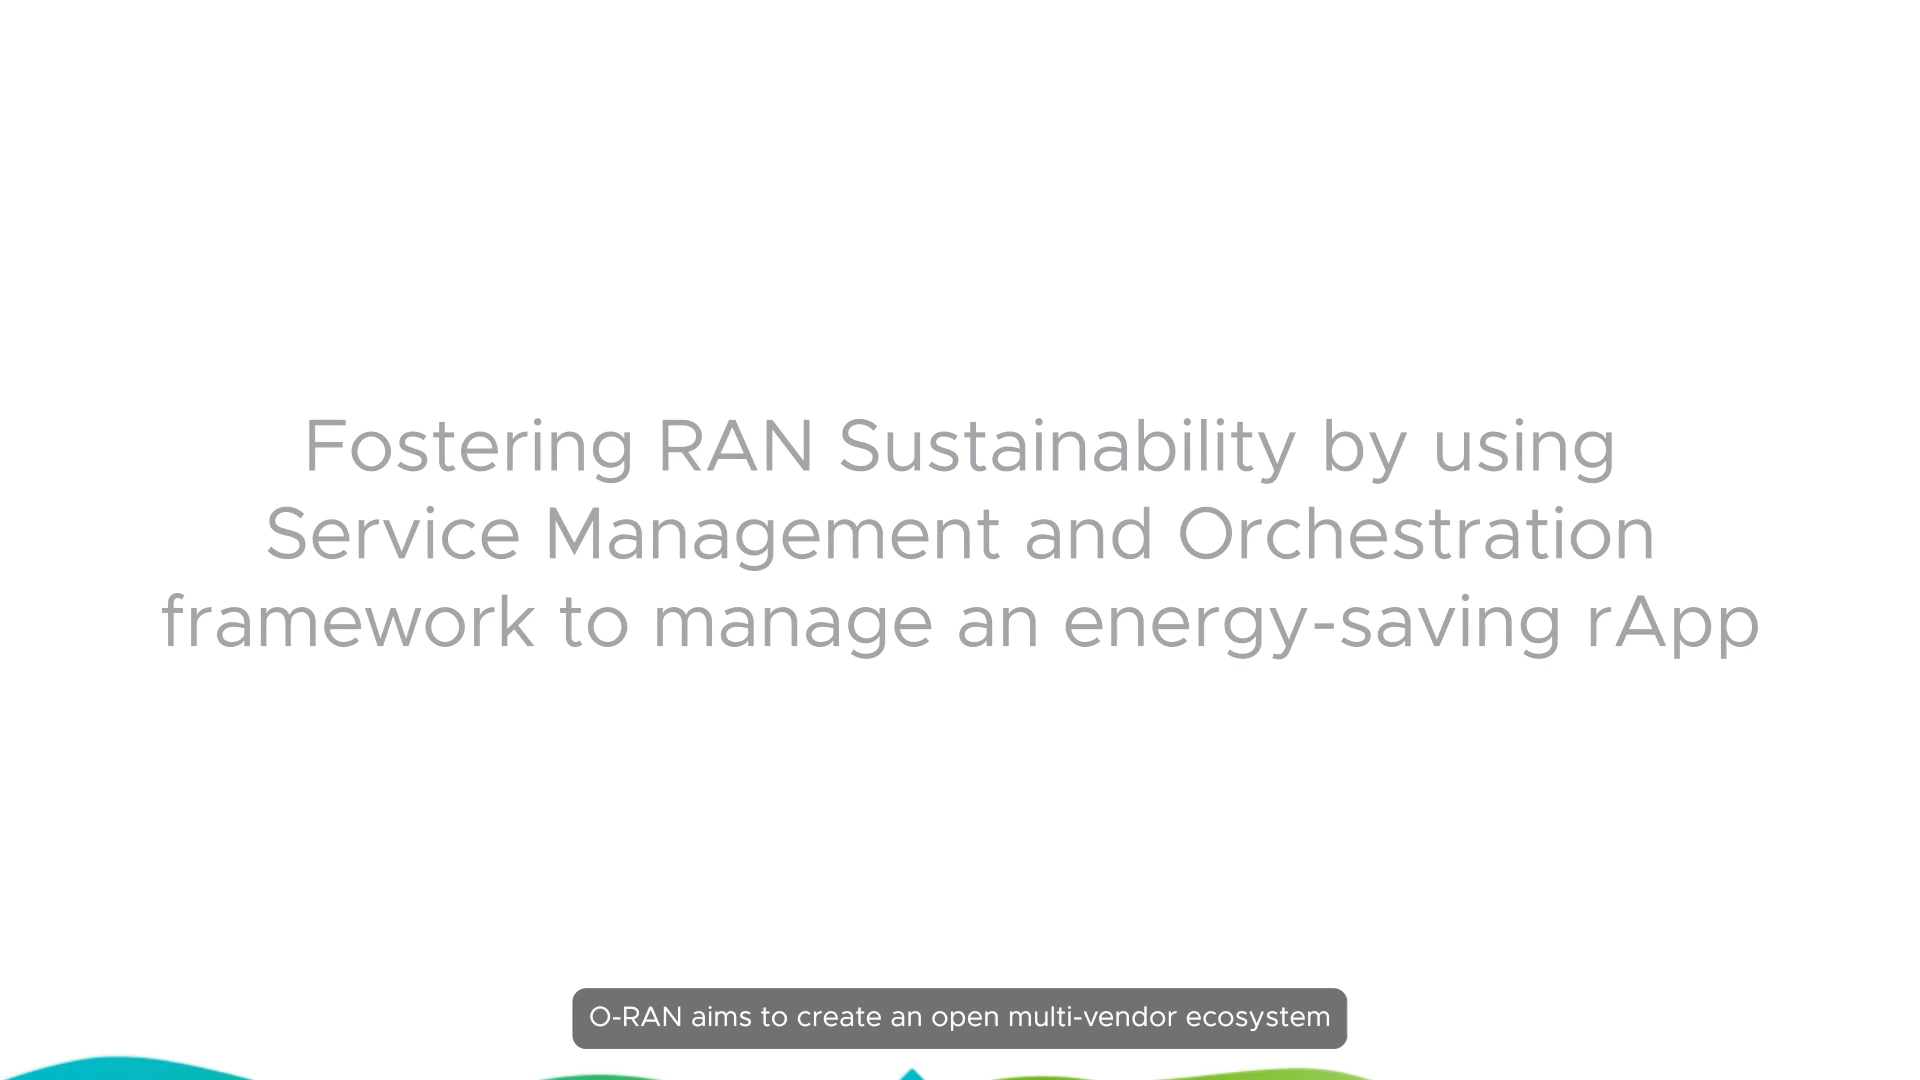 Fostering RAN Sustainability by using
Service Management and Orchestration
framework to manage an energy-saving rApp
O-RAN aims to create an open multi-vendor ecosystem